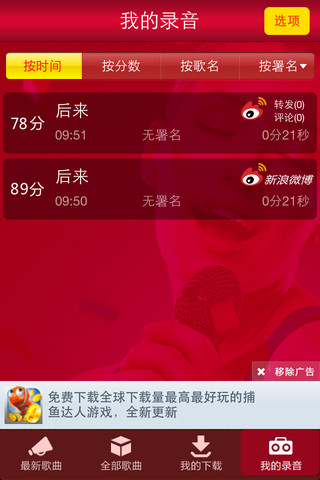 我的录音
选项
按时间
按分数
按歌名
按署名
78分
后来
转发(0)
评论(0)
09:51
无署名
0分21秒
89分
后来
新浪微博
09:50
无署名
0分21秒
移除广告
免费下载全球下载量最高最好玩的捕
鱼达人游戏，全新更新
最新歌曲
全部歌曲
我的下载
我的录音